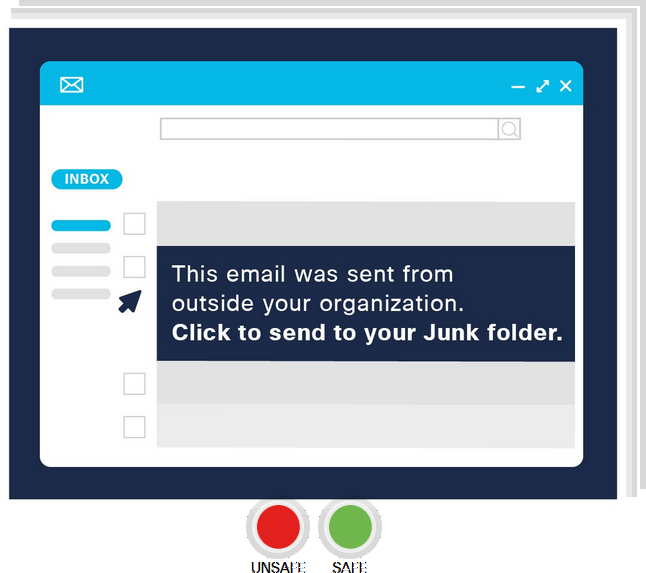 INBOX
This email was sent from
outside your organization.
Click to send to your Junk folder.
UNSAFE SAFE